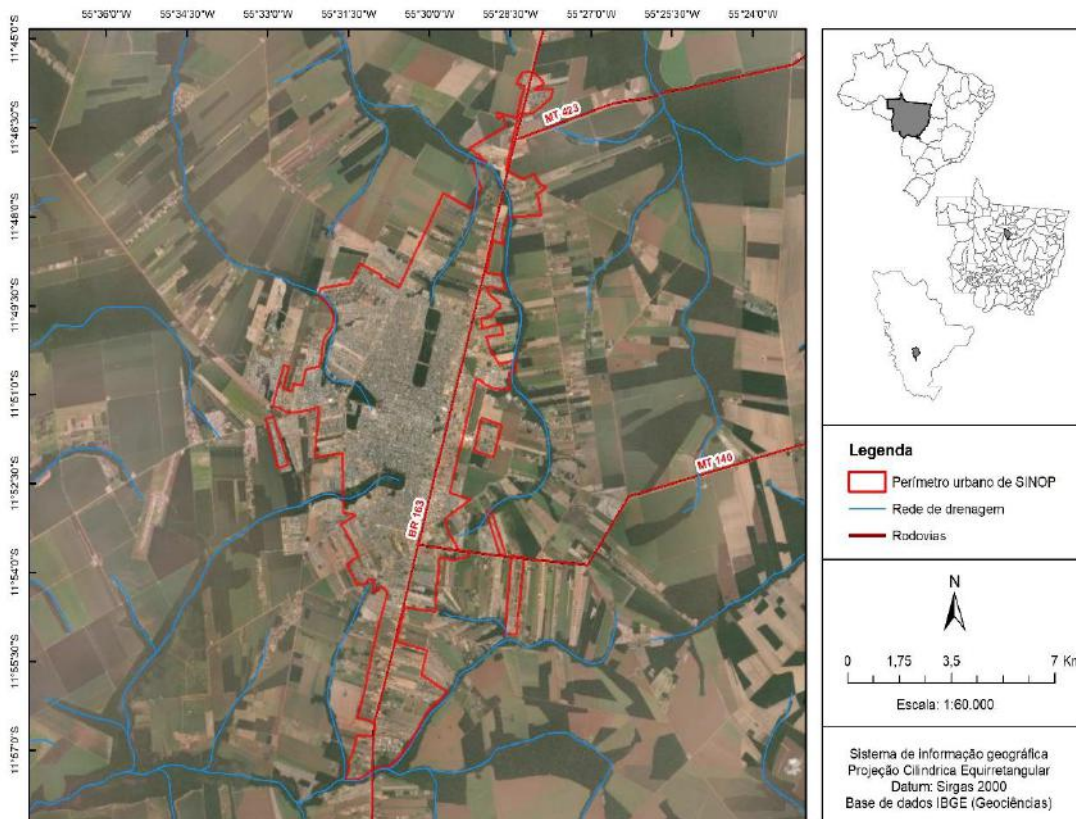 55°36'0"W 55°34'30"W 55°33'0"W 55°31'30"W 55°30'0"W 55°28'30"W 55°27'0"W 55°25'30"W 55°24'0"W
11°45'0"S
11°46'30"S
11°48'0"S
11°49'30"S
11°51'0"S
11°52'30"S
11°54'0"S
11°55'30"S
11°57'0"S
MT 423
MT 140
BR 163
Legenda
Perímetro urbano de SINOP
Rede de drenagem
Rodovias
N
0 1,75 3,5 7 Km
Escala: 1:60.000
Sistema de informação geográfica
Projeção Cilindrica Equirretangular
Datum: Sirgas 2000
Base de dados IBGE (Geociências)